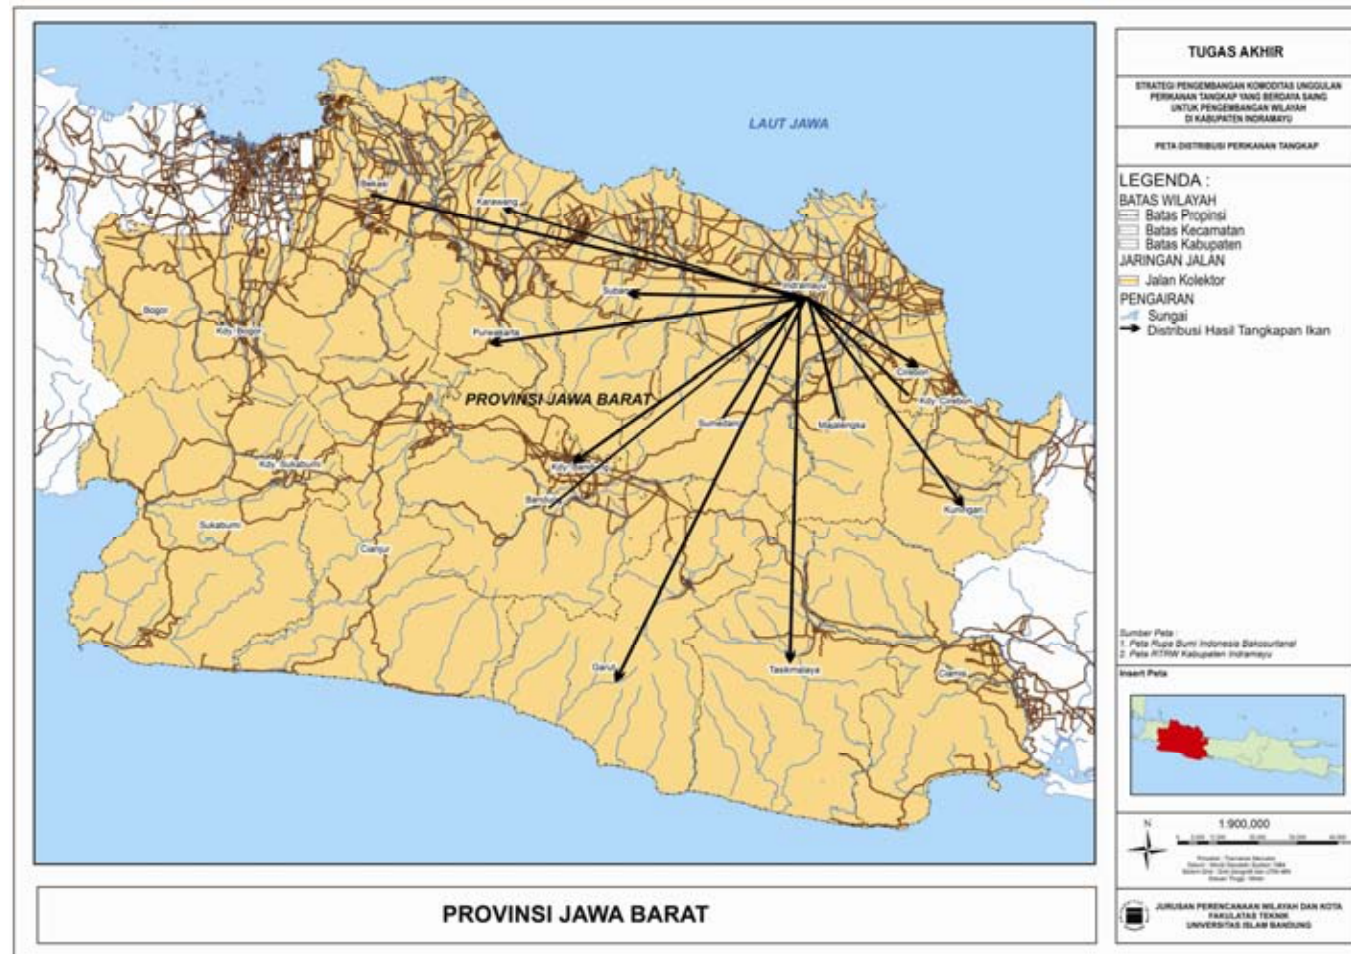 LAUT JAWA
Bekasi
Karawang
Indramayu
Subang
Bogor
Kdy. Bogor
Purwakarta
Cirebon
PROVINSI JAWA BARAT
Kdy. Cirebon
Sumedang
Majalengka
Kdy. Sukabumi
Kdy. Bandung
Bandung
Kuningan
Sukabumi
Cianjur
Garut
Tasikmalaya
Ciamis
PROVINSI JAWA BARAT
TUGAS AKHIR
STRATEGI PENGEMBANGAN KOMODITAS UNGGULAN
PERIKANAN TANGKAP YANG BERDAYA SAING
UNTUK PENGEMBANGAN WILAYAH
DI KABUPATEN INDRAMAYU
PETA DISTRIBUSI PERIKANAN TANGKAP
LEGENDA :
BATAS WILAYAH
Batas Propinsi
Batas Kecamatan
Batas Kabupaten
JARINGAN JALAN
Jalan Kolektor
PENGAIRAN
Sungai
Distribusi Hasil Tangkapan Ikan
Sumber Peta :
1. Peta Rupa Bumi Indonesia Bakosurtanal
2. Peta RTRW Kabupaten Indramayu
Insert Peta
N
1:900,000
JURUSAN PERENCANAAN WILAYAH DAN KOTA
FAKULATAS TEKNIK
UNIVERSITAS ISLAM BANDUNG